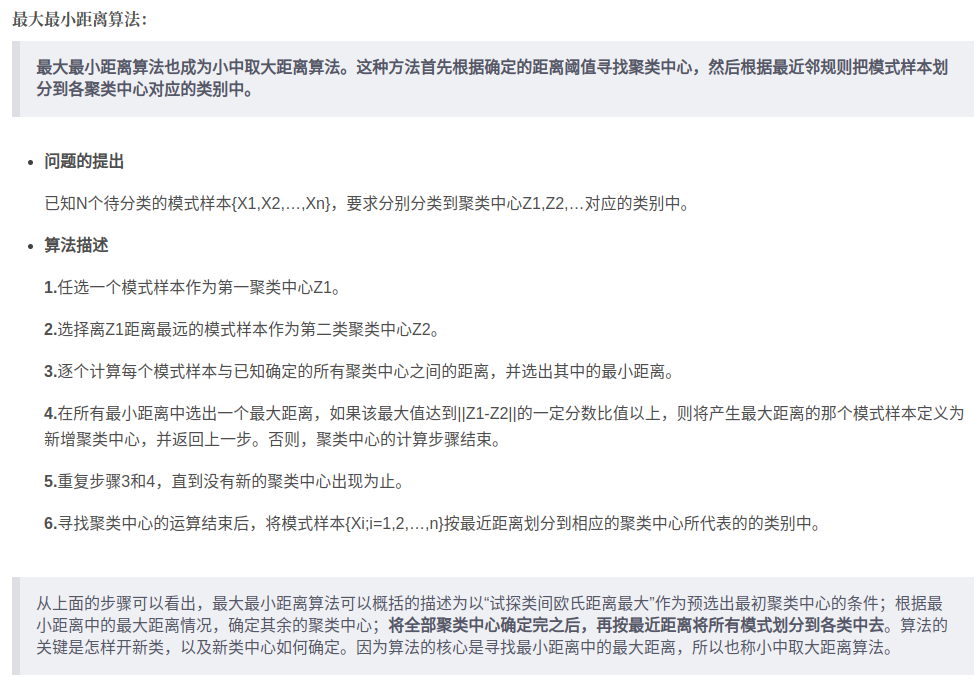 最大最小距离算法：
最大最小距离算法也成为小中取大距离算法。这种方法首先根据确定的距离阈值寻找聚类中心，然后根据最近邻规则把模式样本划
分到各聚类中心对应的类别中。
• 问题的提出
已知N个待分类的模式样本{X1,X2,…,Xn}，要求分别分类到聚类中心Z1,Z2,…对应的类别中。
• 算法描述
1.任选一个模式样本作为第一聚类中心Z1。
2.选择离Z1距离最远的模式样本作为第二类聚类中心Z2。
3.逐个计算每个模式样本与已知确定的所有聚类中心之间的距离，并选出其中的最小距离。
4.在所有最小距离中选出一个最大距离，如果该最大值达到||Z1-Z2||的一定分数比值以上，则将产生最大距离的那个模式样本定义为
新增聚类中心，并返回上一步。否则，聚类中心的计算步骤结束。
5.重复步骤3和4，直到没有新的聚类中心出现为止。
6.寻找聚类中心的运算结束后，将模式样本{Xi;i=1,2,…,n}按最近距离划分到相应的聚类中心所代表的的类别中。
从上面的步骤可以看出，最大最小距离算法可以概括的描述为以“试探类间欧氏距离最大”作为预选出最初聚类中心的条件；根据最
小距离中的最大距离情况，确定其余的聚类中心；将全部聚类中心确定完之后，再按最近距离将所有模式划分到各类中去。算法的
关键是怎样开新类，以及新类中心如何确定。因为算法的核心是寻找最小距离中的最大距离，所以也称小中取大距离算法。